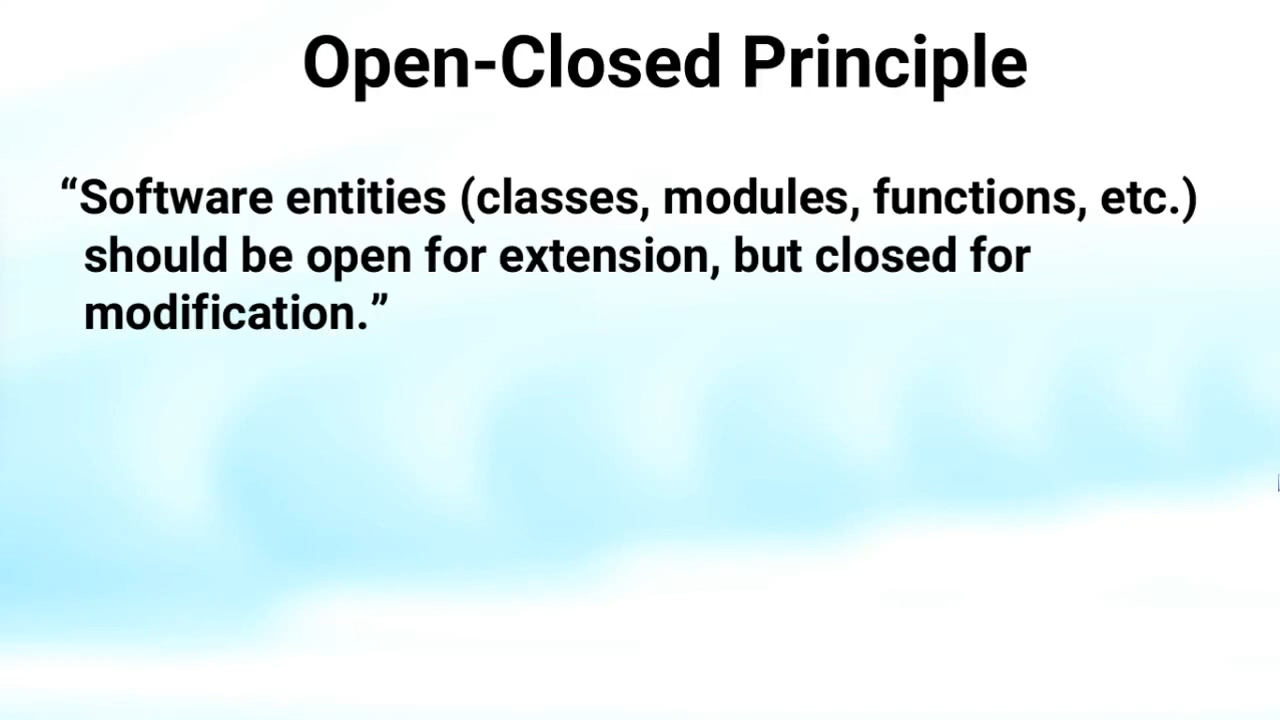 Open-Closed Principle
“Software entities (classes, modules, functions, etc.)
should be open for extension, but closed for
modification.”